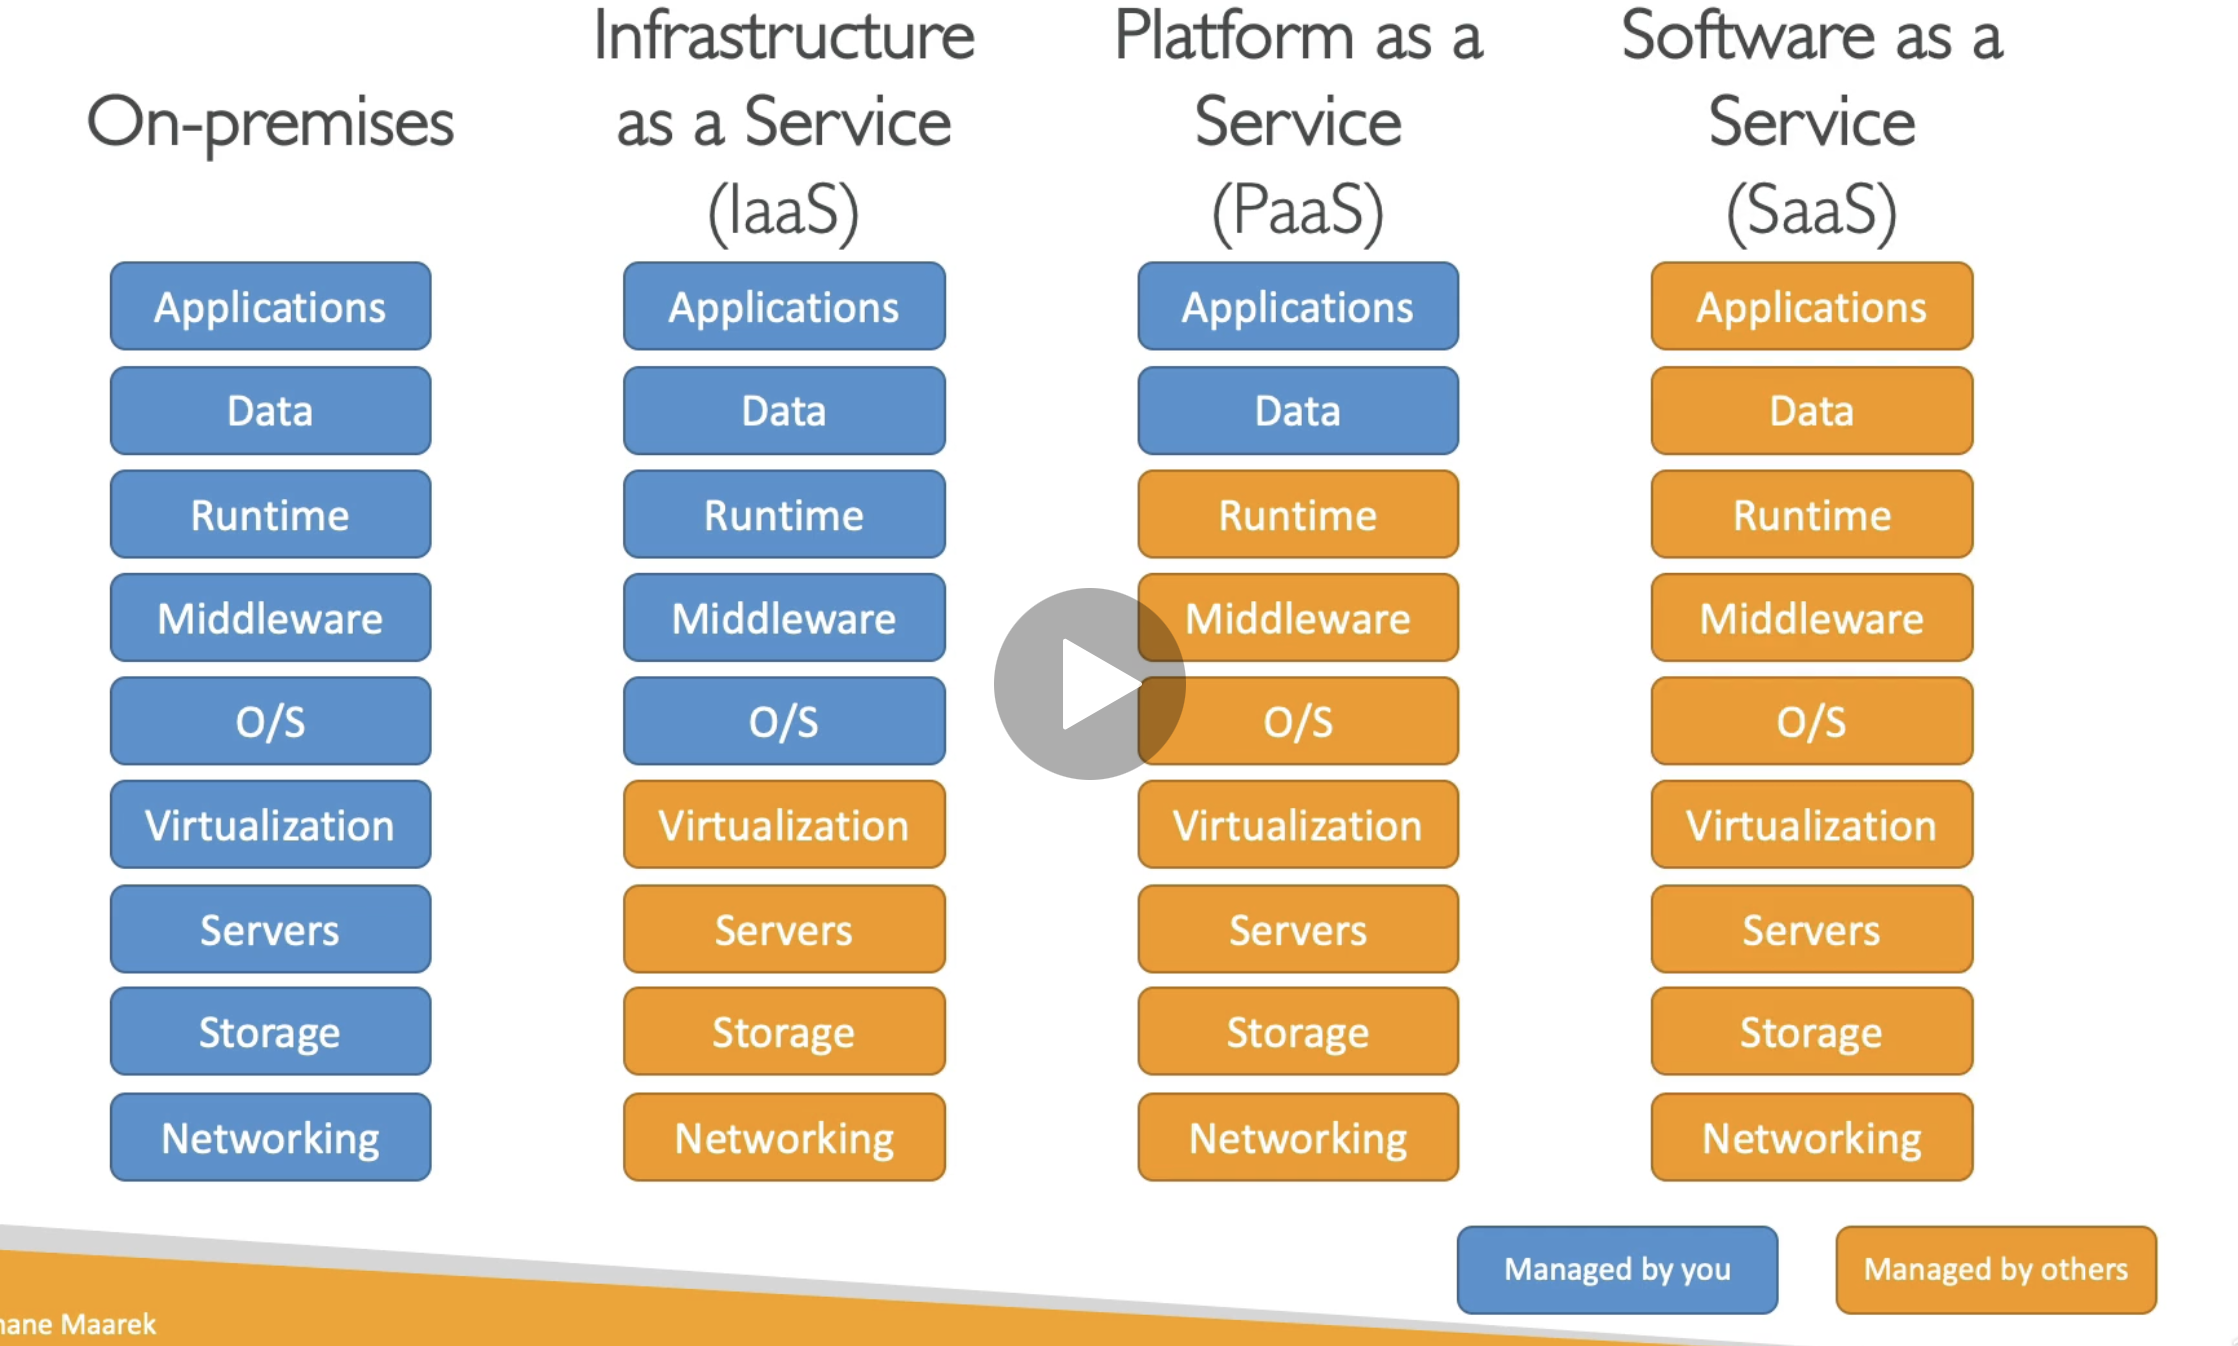 On-premises
Infrastructure
as a Service
(IaaS)
Platform as a
Service
(PaaS)
Software as a
Service
(SaaS)
Applications
Data
Runtime
Middleware
O/S
Virtualization
Servers
Storage
Networking
Applications
Data
Runtime
Middleware
O/S
Virtualization
Servers
Storage
Networking
Applications
Data
Runtime
Middleware
O/S
Virtualization
Servers
Storage
Networking
Applications
Data
Runtime
Middleware
O/S
Virtualization
Servers
Storage
Networking
Managed by you
Managed by others
Maarek